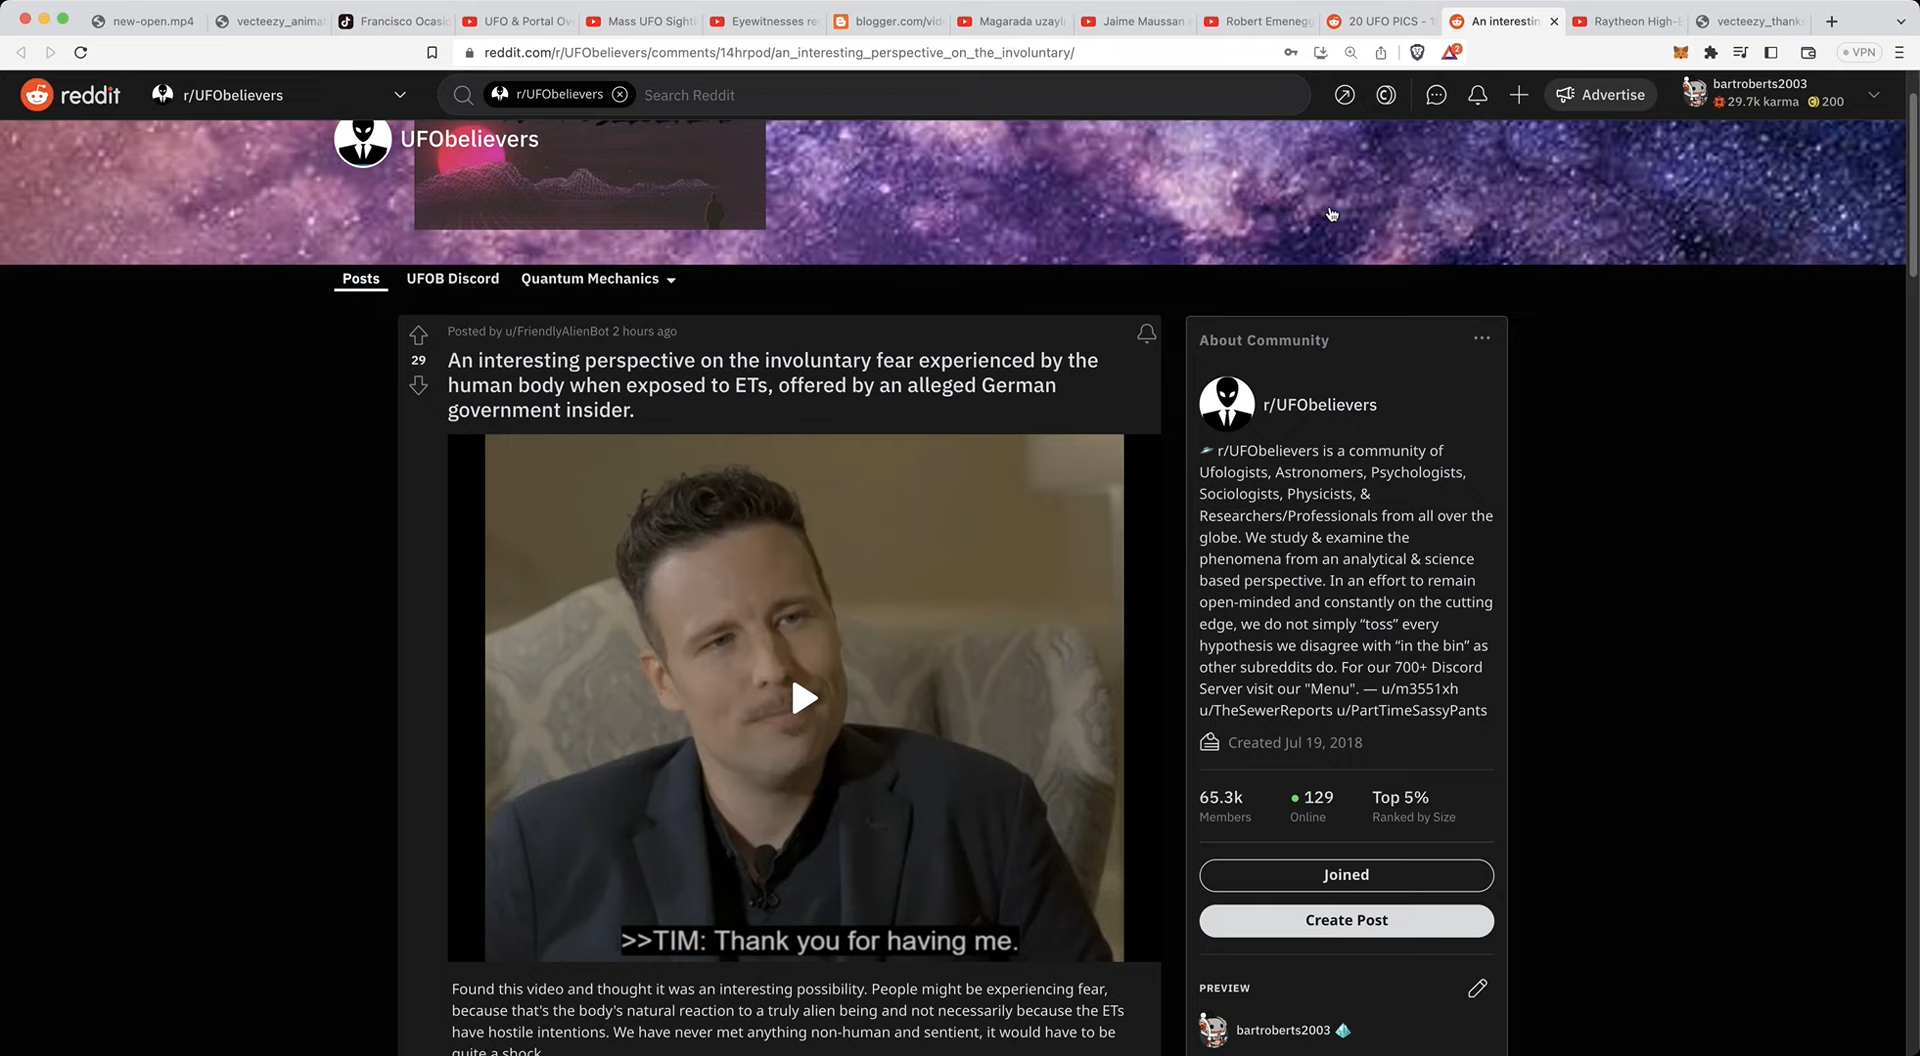 new-open.mp4
vecteezy_anima
Francisco Ocasio
UFO & Portal Ov
Mass UFO Sighti
Eyewitnesses re
blogger.com/vid
Magarada uzaylı
Jaime Maussan
Robert Emeneg
20 UFO PICS - 1
An interestin
Raytheon High-E
vecteezy_thanks
reddit.com/r/UFObelievers/comments/14hrpod/an_interesting_perspective_on_the_involuntary/
2
VPN
reddit
r/UFObelievers
r/UFObelievers
Search Reddit
Advertise
bartroberts2003
29.7k karma 200
UFObelievers
Posts
UFOB Discord
Quantum Mechanics
Posted by u/FriendlyAlienBot 2 hours ago
29
An interesting perspective on the involuntary fear experienced by the
human body when exposed to ETs, offered by an alleged German
government insider.
>>TIM: Thank you for having me.
Found this video and thought it was an interesting possibility. People might be experiencing fear,
because that's the body's natural reaction to a truly alien being and not necessarily because the ETs
have hostile intentions. We have never met anything non-human and sentient, it would have to be
quite a shock.
About Community
r/UFObelievers
r/UFObelievers is a community of
Ufologists, Astronomers, Psychologists,
Sociologists, Physicists, &
Researchers/Professionals from all over the
globe. We study & examine the
phenomena from an analytical & science
based perspective. In an effort to remain
open-minded and constantly on the cutting
edge, we do not simply “toss” every
hypothesis we disagree with “in the bin” as
other subreddits do. For our 700+ Discord
Server visit our "Menu". — u/m3551xh
u/TheSewerReports u/PartTimeSassyPants
Created Jul 19, 2018
65.3k
Members
129
Online
Top 5%
Ranked by Size
Joined
Create Post
PREVIEW
bartroberts2003